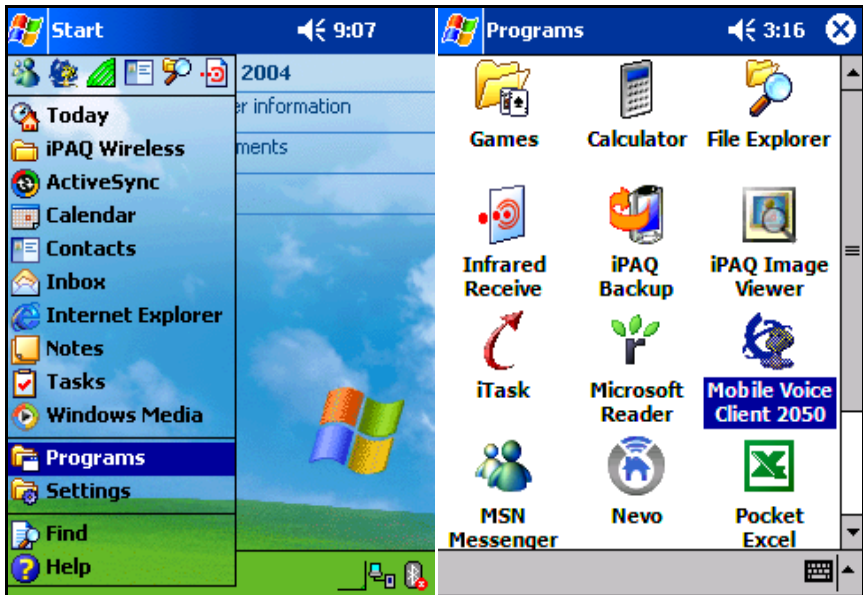 Start
9:07
2004
er information
ments
Today
iPAQ Wireless
ActiveSync
Calendar
Contacts
Inbox
Internet Explorer
Notes
Tasks
Windows Media
Programs
Settings
Find
Help
Programs
3:16
Games
Calculator
File Explorer
Infrared
Receive
iPAQ
Backup
iPAQ Image
Viewer
iTask
Microsoft
Reader
Mobile Voice
Client 2050
MSN
Messenger
Nevo
Pocket
Excel